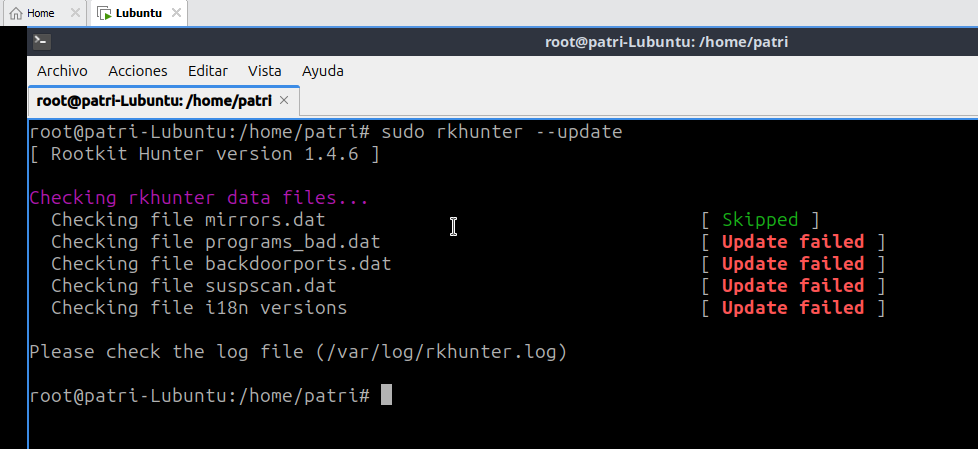 Home
Lubuntu
root@patri-Lubuntu: /home/patri
Archivo Acciones Editar Vista Ayuda
root@patri-Lubuntu: /home/patri
root@patri-Lubuntu:/home/patri# sudo rkhunter --update
[ Rootkit Hunter version 1.4.6 ]
Checking rkhunter data files...
Checking file mirrors.dat [ Skipped ]
Checking file programs_bad.dat [ Update failed ]
Checking file backdoorports.dat [ Update failed ]
Checking file suspscan.dat [ Update failed ]
Checking file i18n versions [ Update failed ]
Please check the log file (/var/log/rkhunter.log)
root@patri-Lubuntu:/home/patri#